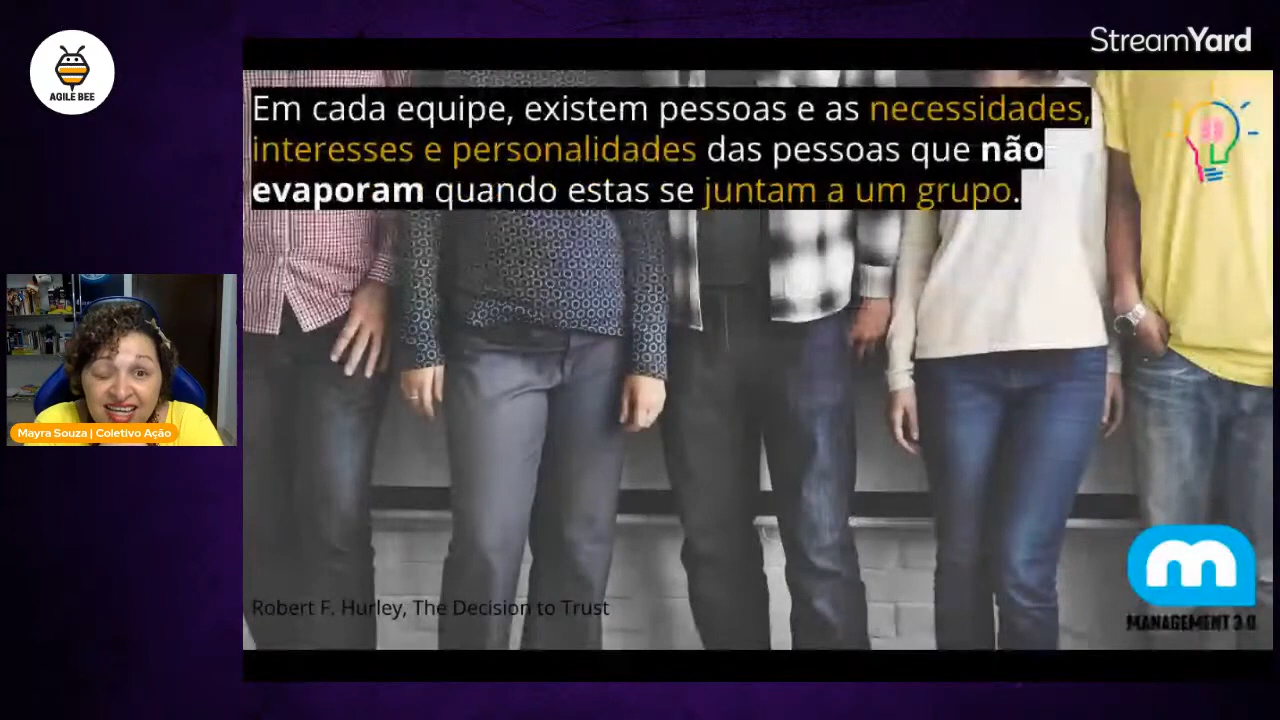 StreamYard
AGILE BEE
Em cada equipe, existem pessoas e as necessidades,
interesses e personalidades das pessoas que não
evaporam quando estas se juntam a um grupo.
Mayra Souza | Coletivo Ação
Robert F. Hurley, The Decision to Trust
m
MANAGEMENT 3.0